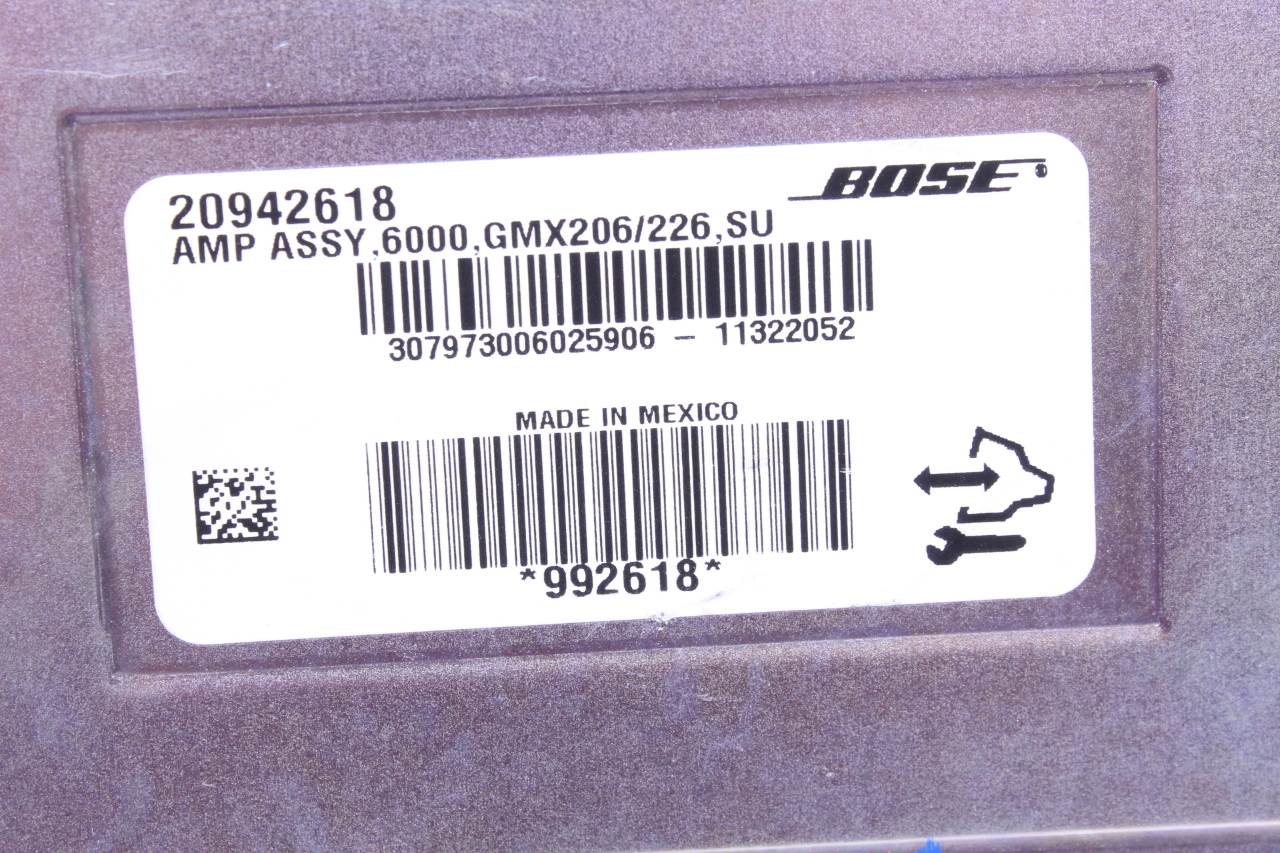 BOSE®
20942618
AMP ASSY,6000,GMX206/226,SU
307973006025906 – 11322052
MADE IN MEXICO
*992618*